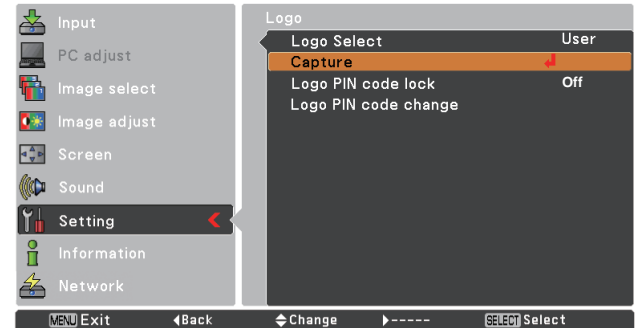 Input
PC adjust
Image select
Image adjust
Screen
Sound
Setting
Information
Network
Logo
Logo Select User
Capture
Logo PIN code lock Off
Logo PIN code change
MENU Exit Back Change ----- SELECT Select